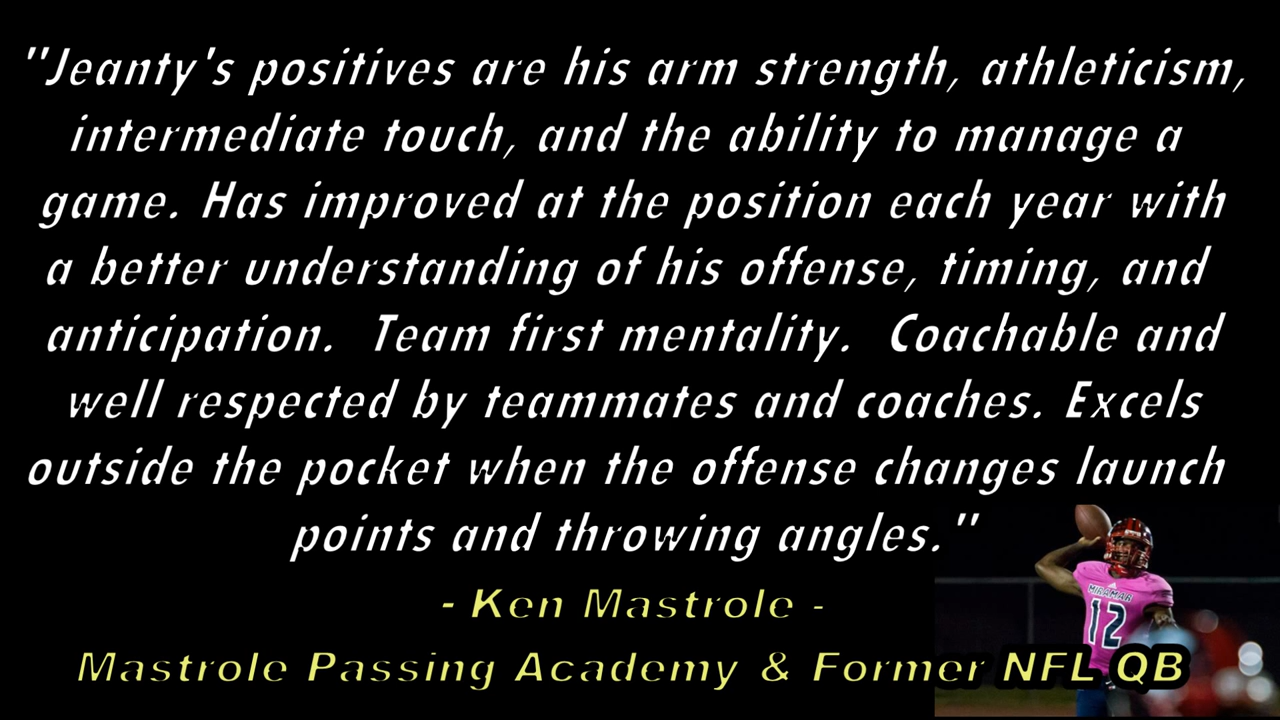 "Jeanty's positives are his arm strength, athleticism,
intermediate touch, and the ability to manage a
game. Has improved at the position each year with
a better understanding of his offense, timing, and
anticipation.  Team first mentality.  Coachable and
well respected by teammates and coaches. Excels
outside the pocket when the offense changes launch
points and throwing angles."
- Ken Mastrole -
Mastrole Passing Academy & Former NFL QB
MIRAMAR
12